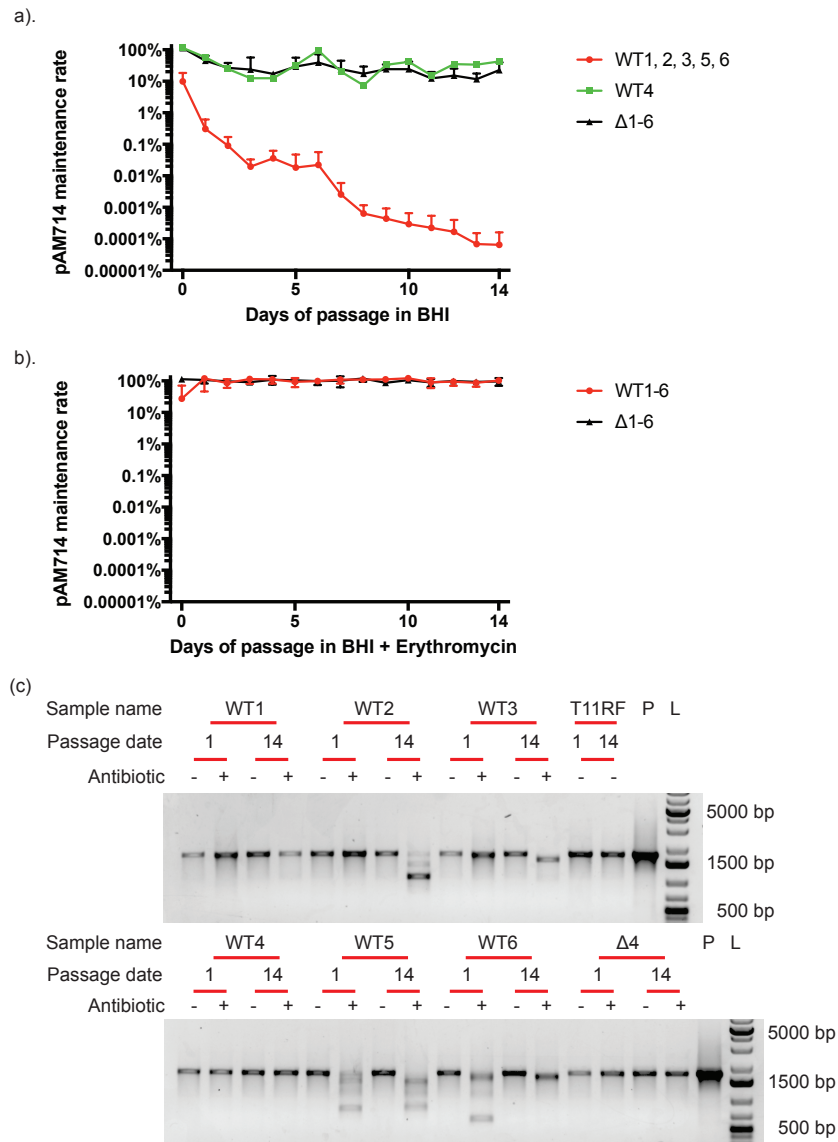 a).
pAM714 maintenance rate
100%
10%
1%
0.1%
0.01%
0.001%
0.0001%
0.00001%
0 5 10 14
Days of passage in BHI
WT1, 2, 3, 5, 6
WT4
Δ1-6
b).
pAM714 maintenance rate
100%
10%
1%
0.1%
0.01%
0.001%
0.0001%
0.00001%
0 5 10 14
Days of passage in BHI + Erythromycin
WT1-6
Δ1-6
(c)
Sample name WT1 WT2 WT3 T11RF P L
Passage date 1 14 1 14 1 14 1 14
Antibiotic - + - + - + - + - + - + - -
5000 bp
1500 bp
500 bp
Sample name WT4 WT5 WT6 Δ4 P L
Passage date 1 14 1 14 1 14 1 14
Antibiotic - + - + - + - + - + - + - + - +
5000 bp
1500 bp
500 bp